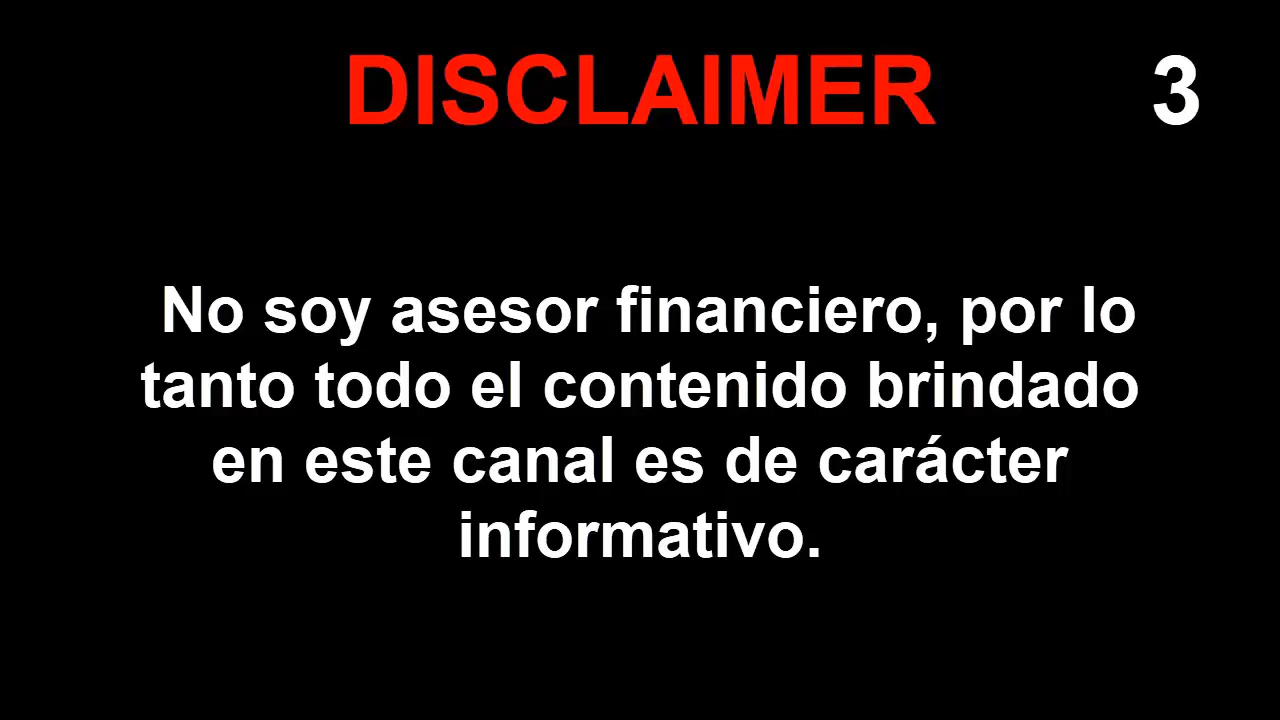 DISCLAIMER
3
No soy asesor financiero, por lo
tanto todo el contenido brindado
en este canal es de carácter
informativo.